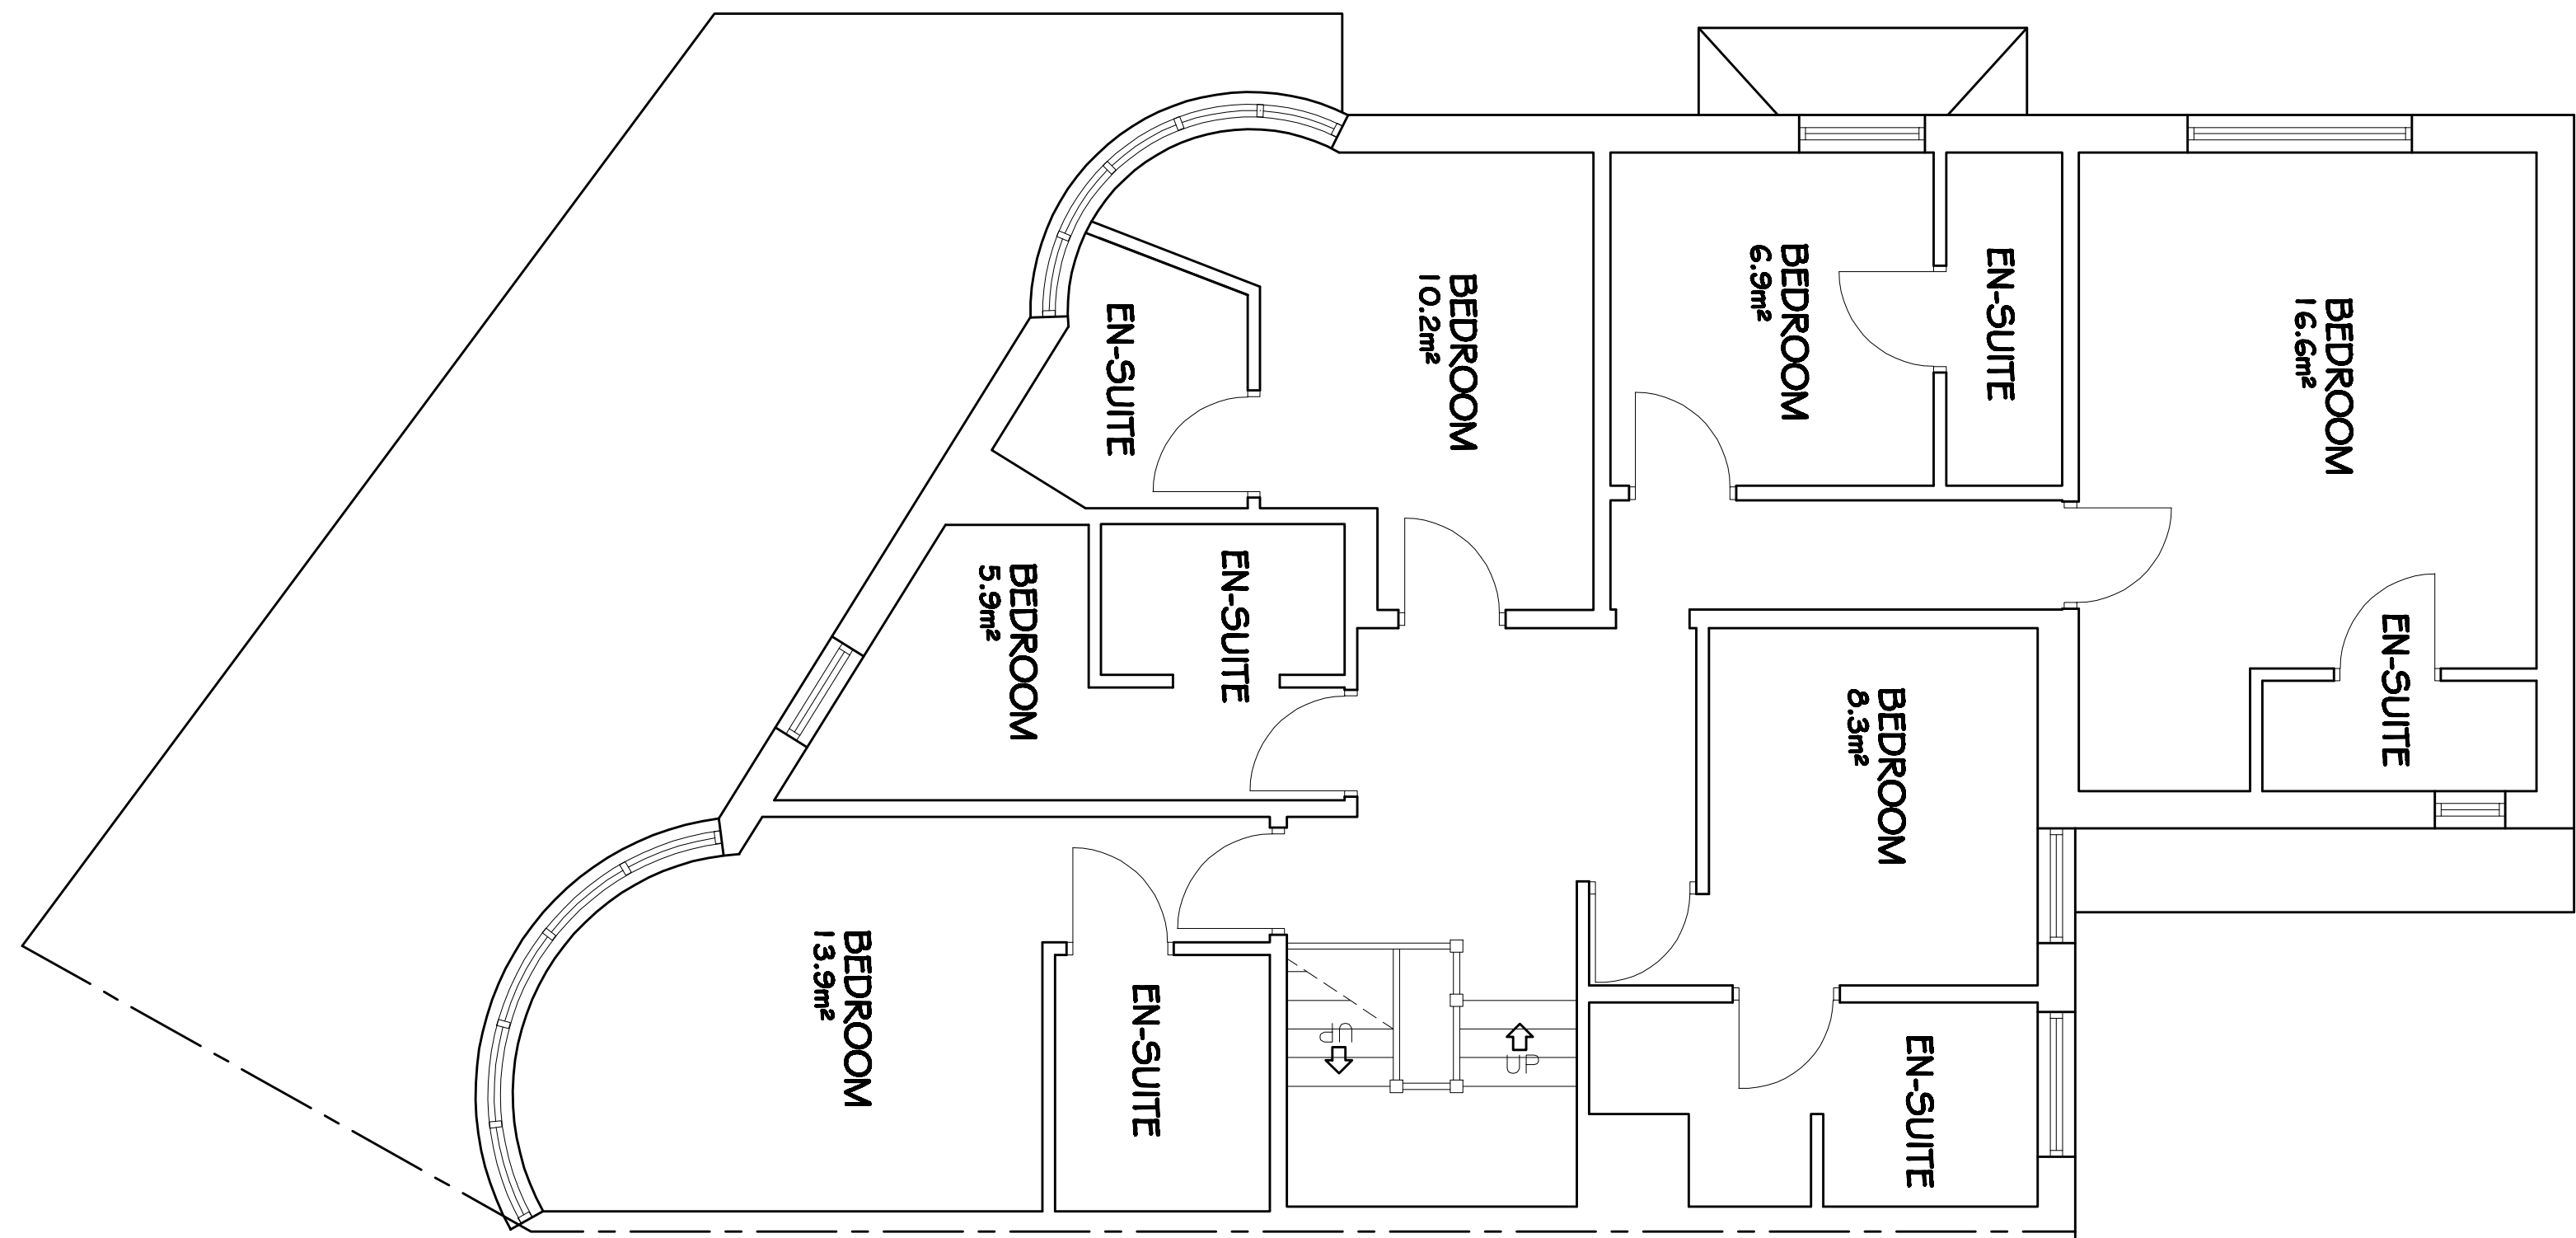 EN-SUITE
BEDROOM
16.6m²
EN-SUITE
EN-SUITE
BEDROOM
8.3m²
BEDROOM
6.9m²
UP
BEDROOM
10.2m²
UP
EN-SUITE
EN-SUITE
EN-SUITE
BEDROOM
5.9m²
BEDROOM
13.9m²